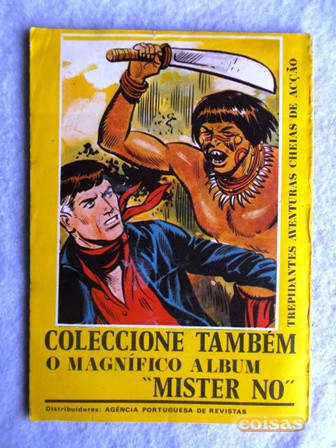 TREPIDANTES AVENTURAS CHEIAS DE ACÇÃO
COLECCIONE TAMBÉM
O MAGNÍFICO ALBUM
"MISTER NO"
Distribuidores: AGÊNCIA PORTUGUESA DE REVISTAS
coisas